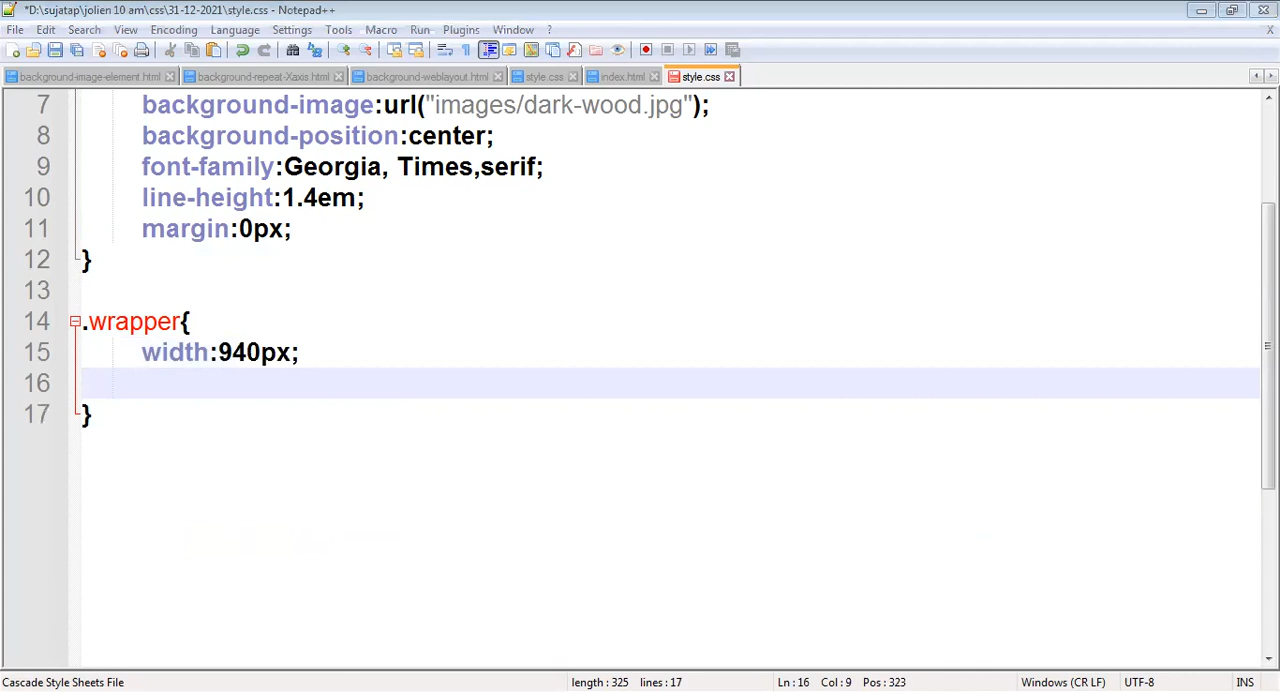 *D:\sujatap\jolien 10 am\css\31-12-2021\style.css - Notepad++
File Edit Search View Encoding Language Settings Tools Macro Run Plugins Window ? X
background-image-element.html background-repeat-Xaxis.html background-weblayout.html style.css index.html style.css
7 background-image:url("images/dark-wood.jpg");
8 background-position:center;
9 font-family:Georgia, Times,serif;
10 line-height:1.4em;
11 margin:0px;
12 }
13
14 .wrapper{
15 width:940px;
16
17 }
Cascade Style Sheets File length : 325 lines : 17 Ln : 16 Col : 9 Pos : 323 Windows (CR LF) UTF-8 INS